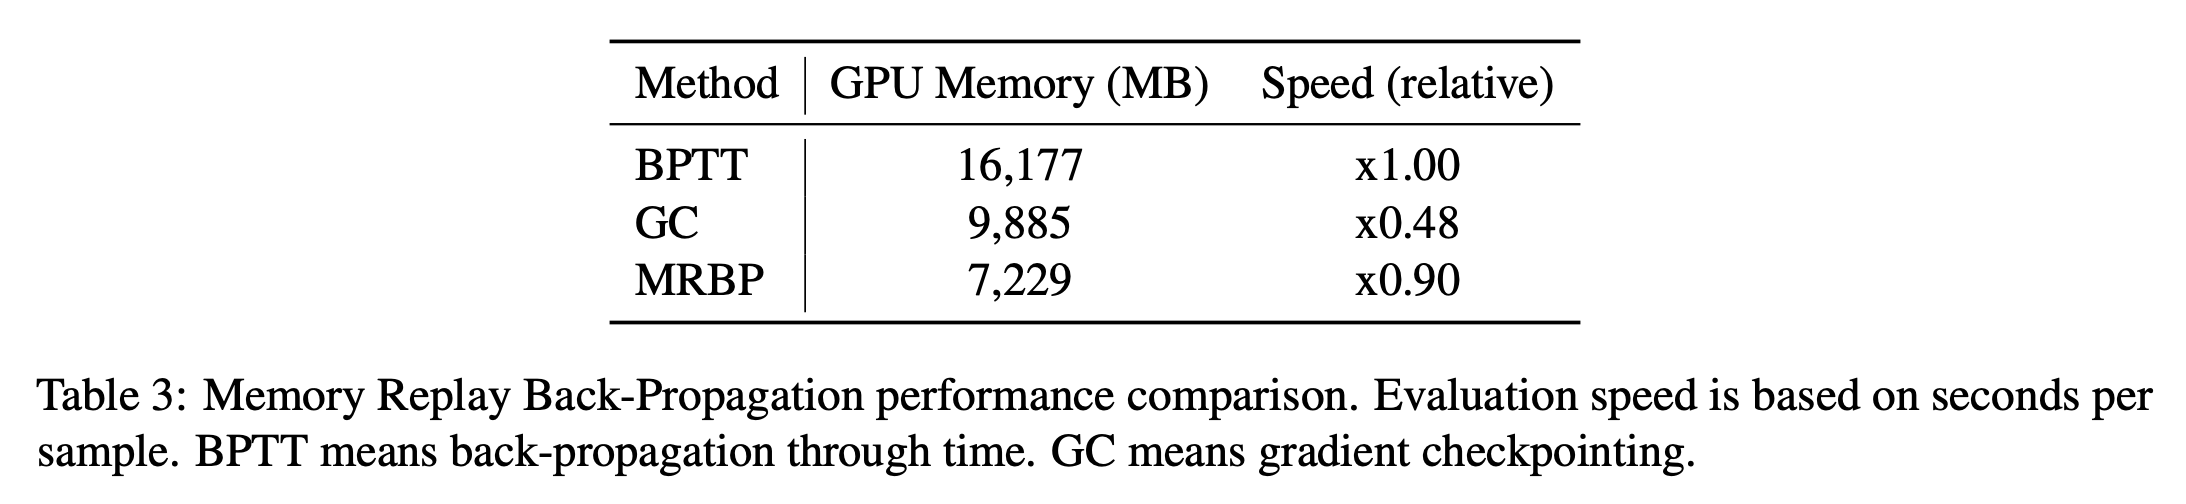 Method GPU Memory (MB) Speed (relative)
BPTT 16,177 x1.00
GC 9,885 x0.48
MRBP 7,229 x0.90
Table 3: Memory Replay Back-Propagation performance comparison. Evaluation speed is based on seconds per
sample. BPTT means back-propagation through time. GC means gradient checkpointing.